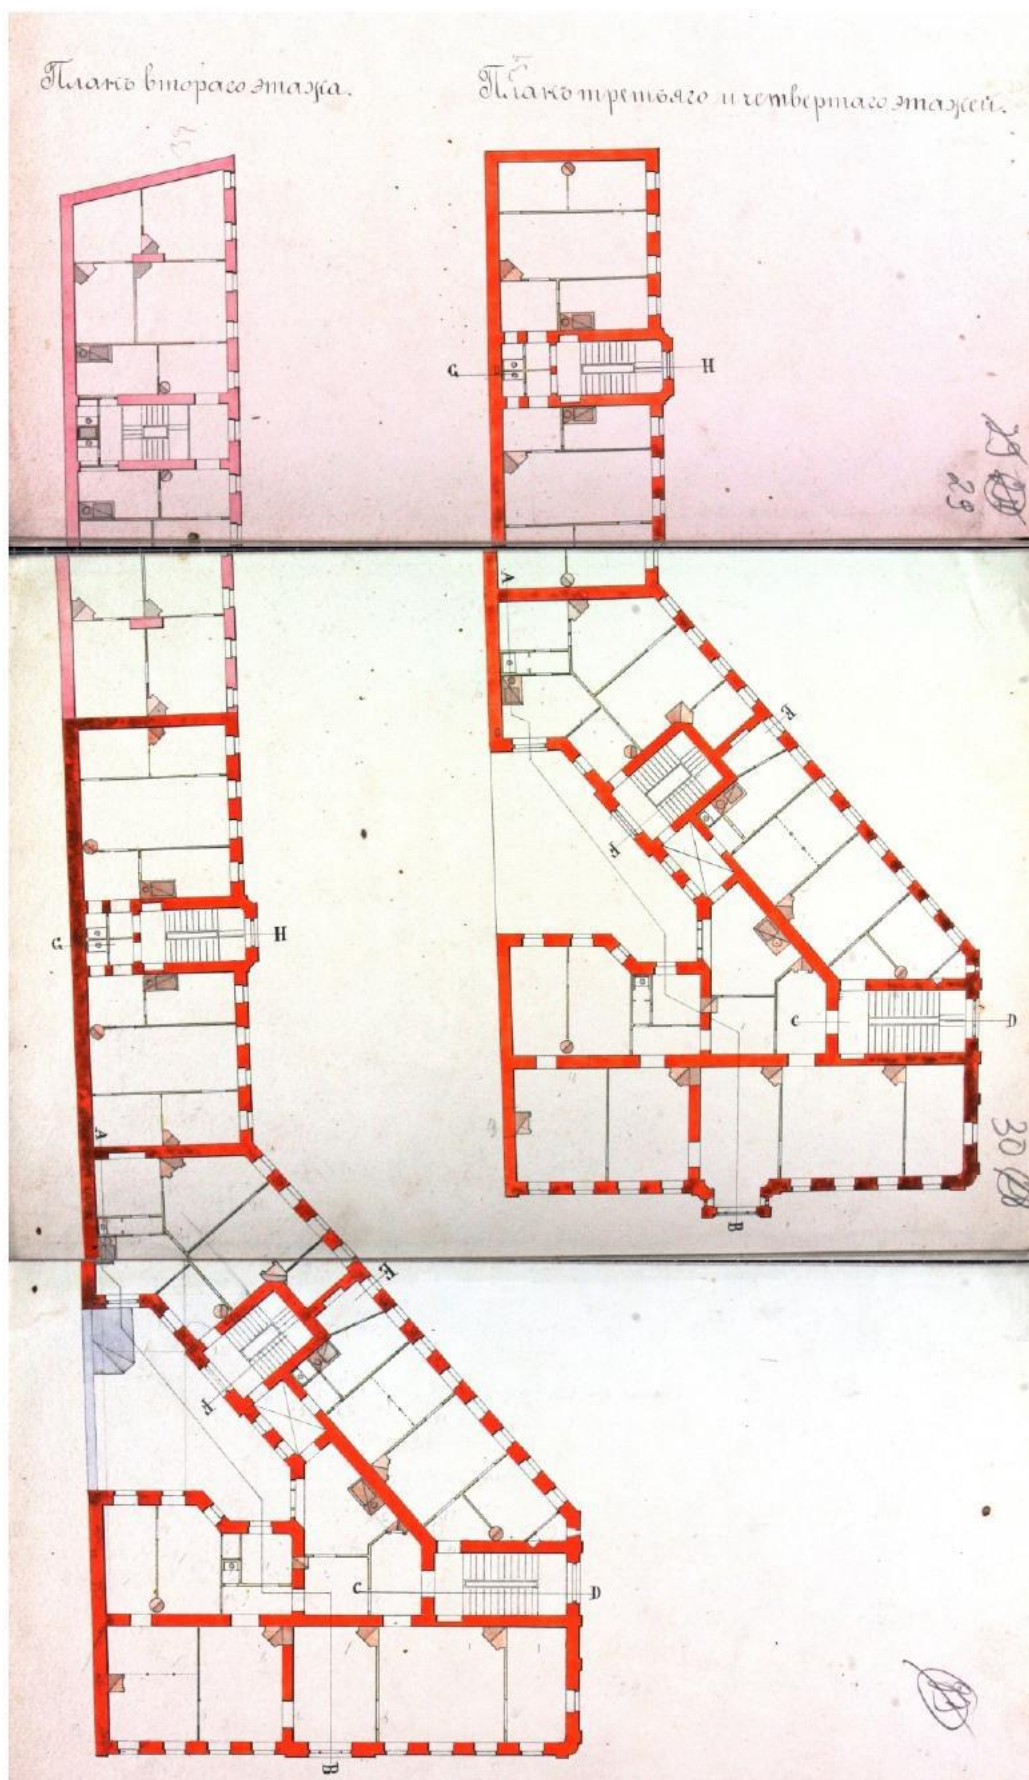 Планъ втораго этажа.
Планъ третьяго и четвертаго этажей.
G H
29
A
E
G H
F
C D
A
30
B
E
F
C D
B